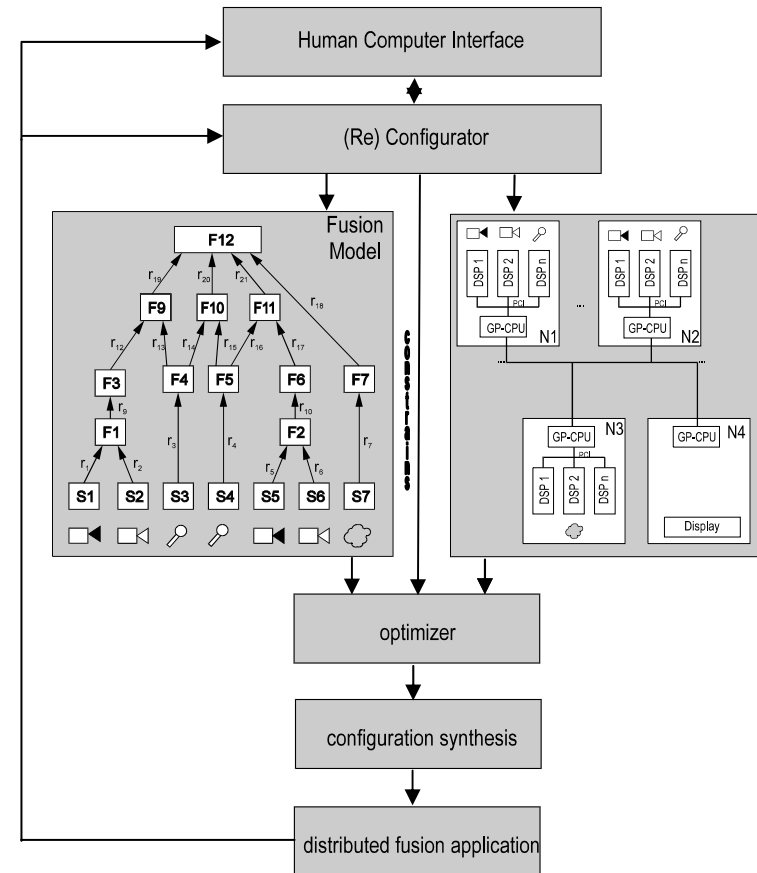 Human Computer Interface
(Re) Configurator
Fusion
Model
F12
r19 r20 r21 r18
F9 F10 F11
r12 r13 r14 r15 r16 r17
F3 F4 F5 F6 F7
r9 r10
F1 F2
r1 r2 r3 r4 r5 r6 r7
S1 S2 S3 S4 S5 S6 S7
constrains
DSP 1 DSP 2 DSP n
PCI
GP-CPU
N1
...
DSP 1 DSP 2 DSP n
PCI
GP-CPU
N2
...
...
N3
GP-CPU
PCI
DSP 1 DSP 2 DSP n
N4
GP-CPU
Display
optimizer
configuration synthesis
distributed fusion application